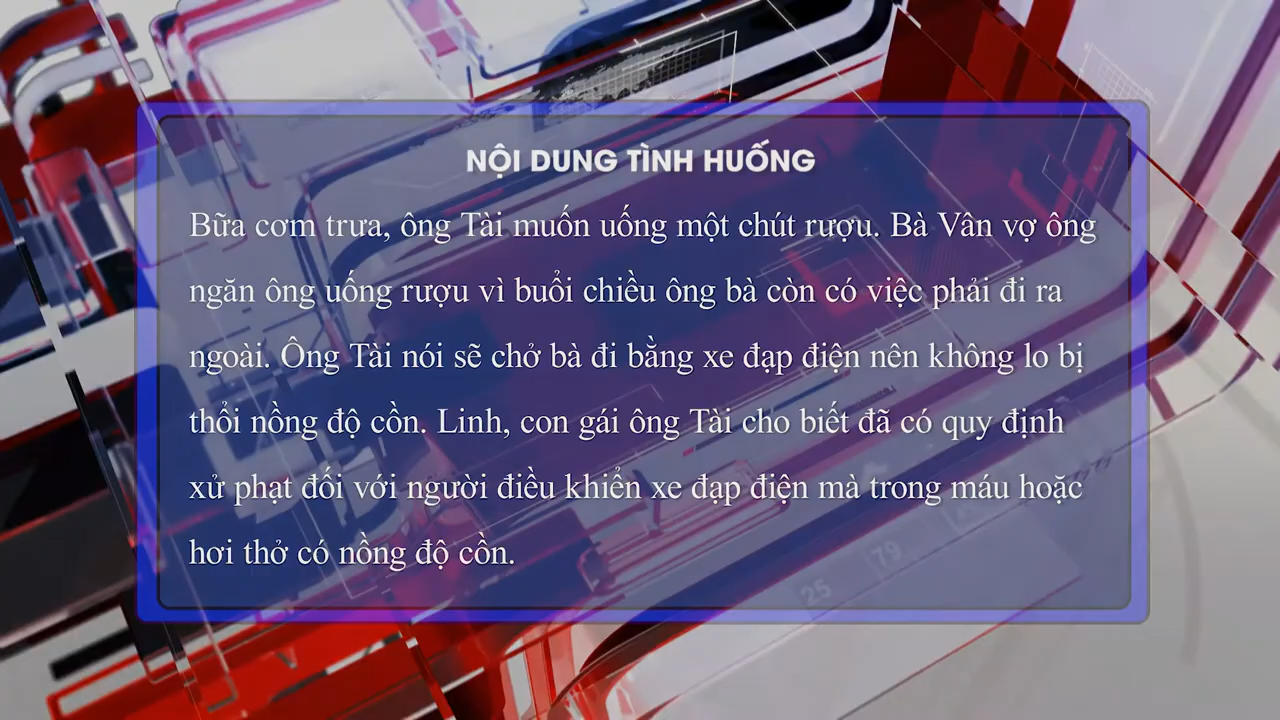 NỘI DUNG TÌNH HUỐNG
Bữa cơm trưa, ông Tài muốn uống một chút rượu. Bà Vân vợ ông
ngăn ông uống rượu vì buổi chiều ông bà còn có việc phải đi ra
ngoài. Ông Tài nói sẽ chở bà đi bằng xe đạp điện nên không lo bị
thổi nồng độ cồn. Linh, con gái ông Tài cho biết đã có quy định
xử phạt đối với người điều khiển xe đạp điện mà trong máu hoặc
hơi thở có nồng độ cồn.
79
25